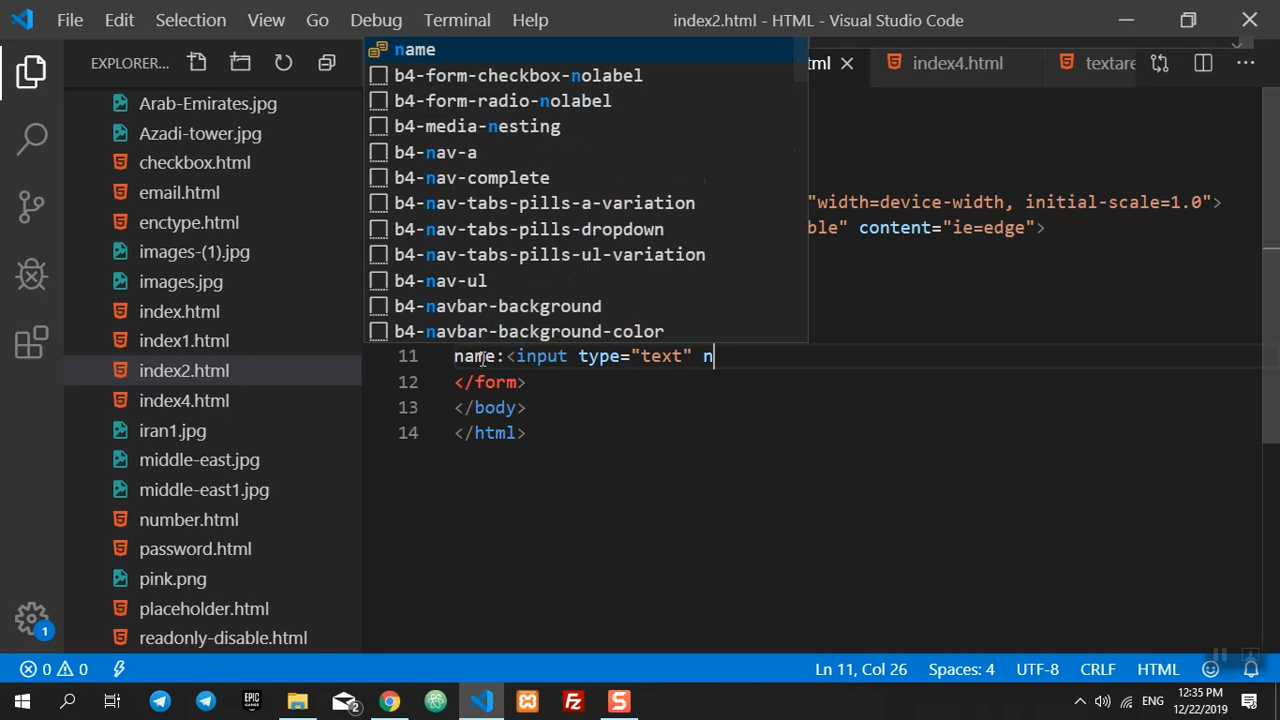 File Edit Selection View Go Debug Terminal Help index2.html - HTML - Visual Studio Code
EXPLORER...
Arab-Emirates.jpg
Azadi-tower.jpg
checkbox.html
email.html
enctype.html
images-(1).jpg
images.jpg
index.html
index1.html
index2.html
index4.html
iran1.jpg
middle-east.jpg
middle-east1.jpg
number.html
password.html
pink.png
placeholder.html
readonly-disable.html
1
name
b4-form-checkbox-nolabel
b4-form-radio-nolabel
b4-media-nesting
b4-nav-a
b4-nav-complete
b4-nav-tabs-pills-a-variation
b4-nav-tabs-pills-dropdown
b4-nav-tabs-pills-ul-variation
b4-nav-ul
b4-navbar-background
b4-navbar-background-color
ml index4.html textare
"width=device-width, initial-scale=1.0">
ble" content="ie=edge">
11 name:<input type="text" n
12 </form>
13 </body>
14 </html>
0 0 Ln 11, Col 26 Spaces: 4 UTF-8 CRLF HTML
EPIC GAMES 2 ENG 12:35 PM
12/22/2019